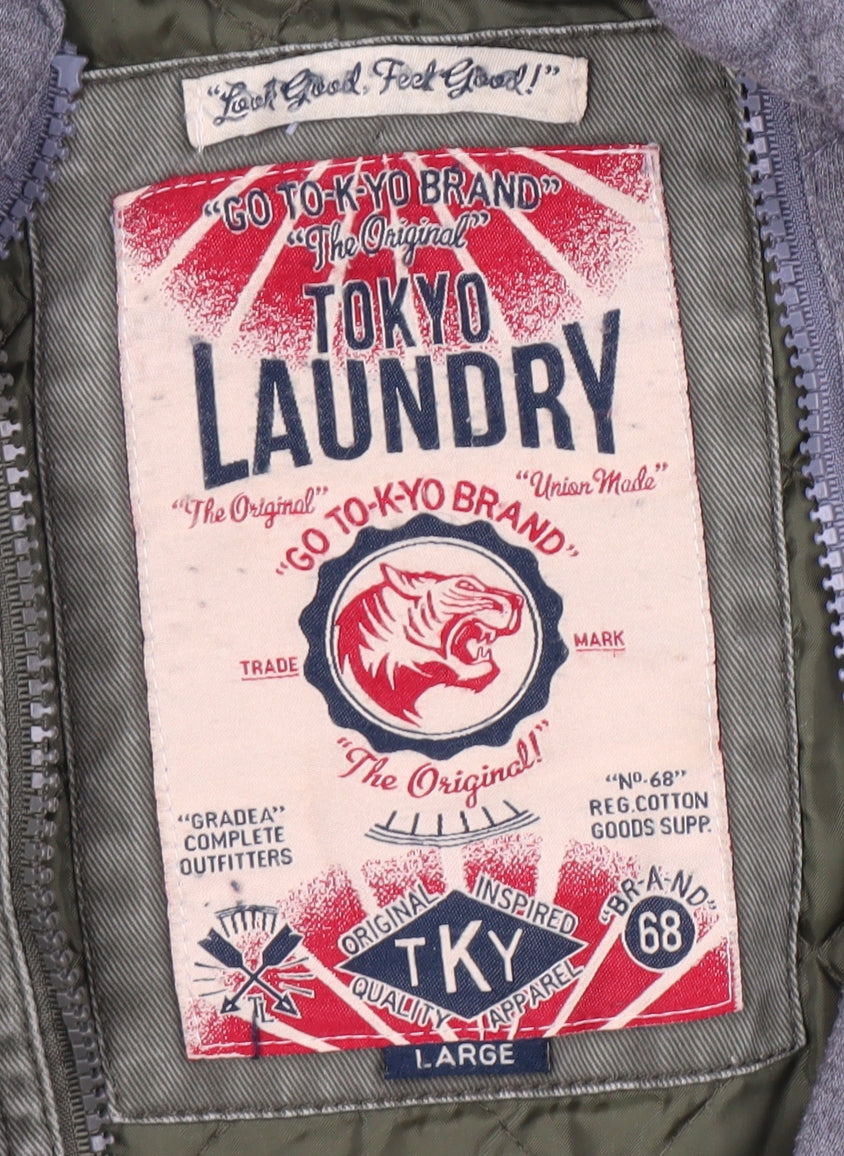 “Look Good, Feel Good!”
“GO TO-K-YO BRAND”
“The Original”
TOKYO
LAUNDRY
“The Original”
“Union Made”
“GO TO-K-YO BRAND”
TRADE
MARK
“The Original!”
“GRADEA”
COMPLETE
OUTFITTERS
“Nº-68”
REG.COTTON
GOODS SUPP.
“BR-A-ND”
68
ORIGINAL
INSPIRED
TKY
QUALITY
APPAREL
TL
LARGE